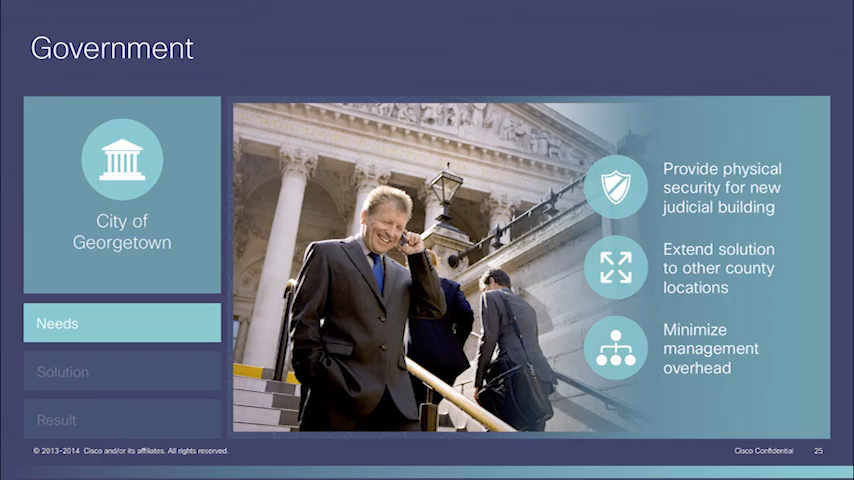 Government
City of
Georgetown
Needs
Solution
Result
Provide physical
security for new
judicial building
Extend solution
to other county
locations
Minimize
management
overhead
© 2013-2014 Cisco and/or its affiliates. All rights reserved.
Cisco Confidential 25